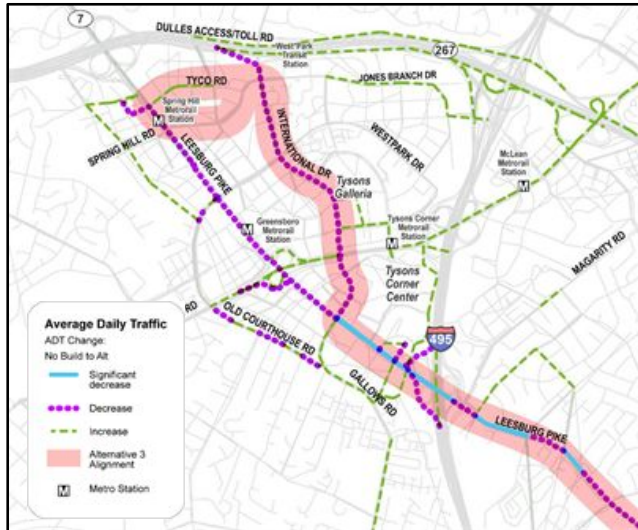 7
DULLES ACCESS/TOLL RD
West Park
Transit
Station
267
TYCO RD
JONES BRANCH DR
Spring Hill
Metrorail
Station
M
SPRING HILL RD
LEESBURG PIKE
INTERNATIONAL DR
WESTPARK DR
McLean
Metrorail
Station
M
Tysons
Galleria
Greensboro
Metrorail
Station
M
Tysons Corner
Metrorail
Station
M
MAGARITY RD
Tysons
Corner
Center
RD
OLD COURTHOUSE RD
495
GALLOWS RD
LEESBURG PIKE
Average Daily Traffic
ADT Change:
No Build to Alt
Significant
decrease
Decrease
Increase
Alternative 3
Alignment
M
Metro Station